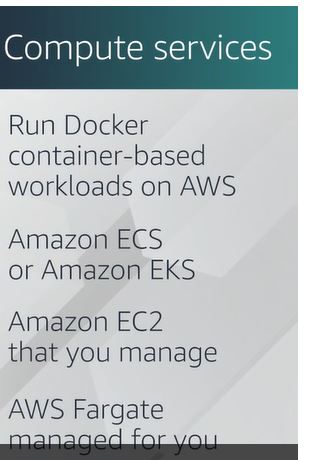 Compute services
Run Docker
container-based
workloads on AWS
Amazon ECS
or Amazon EKS
Amazon EC2
that you manage
AWS Fargate
managed for you